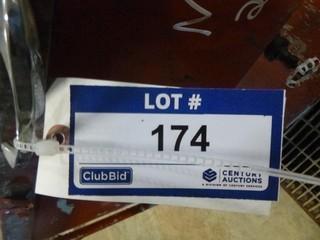 LOT #
174
ClubBid
CENTURY
AUCTIONS
A DIVISION OF CENTURY SERVICES